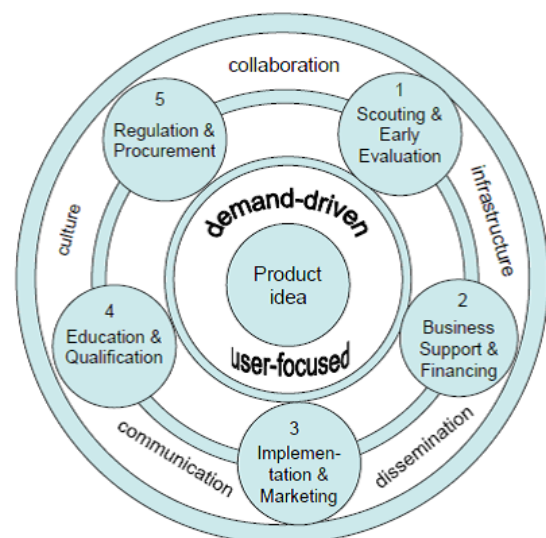 collaboration
1
Scouting &
Early
Evaluation
infrastructure
2
Business
Support &
Financing
dissemination
3
Implemen-
tation &
Marketing
communication
4
Education &
Qualification
culture
5
Regulation &
Procurement
demand-driven
Product
idea
user-focused